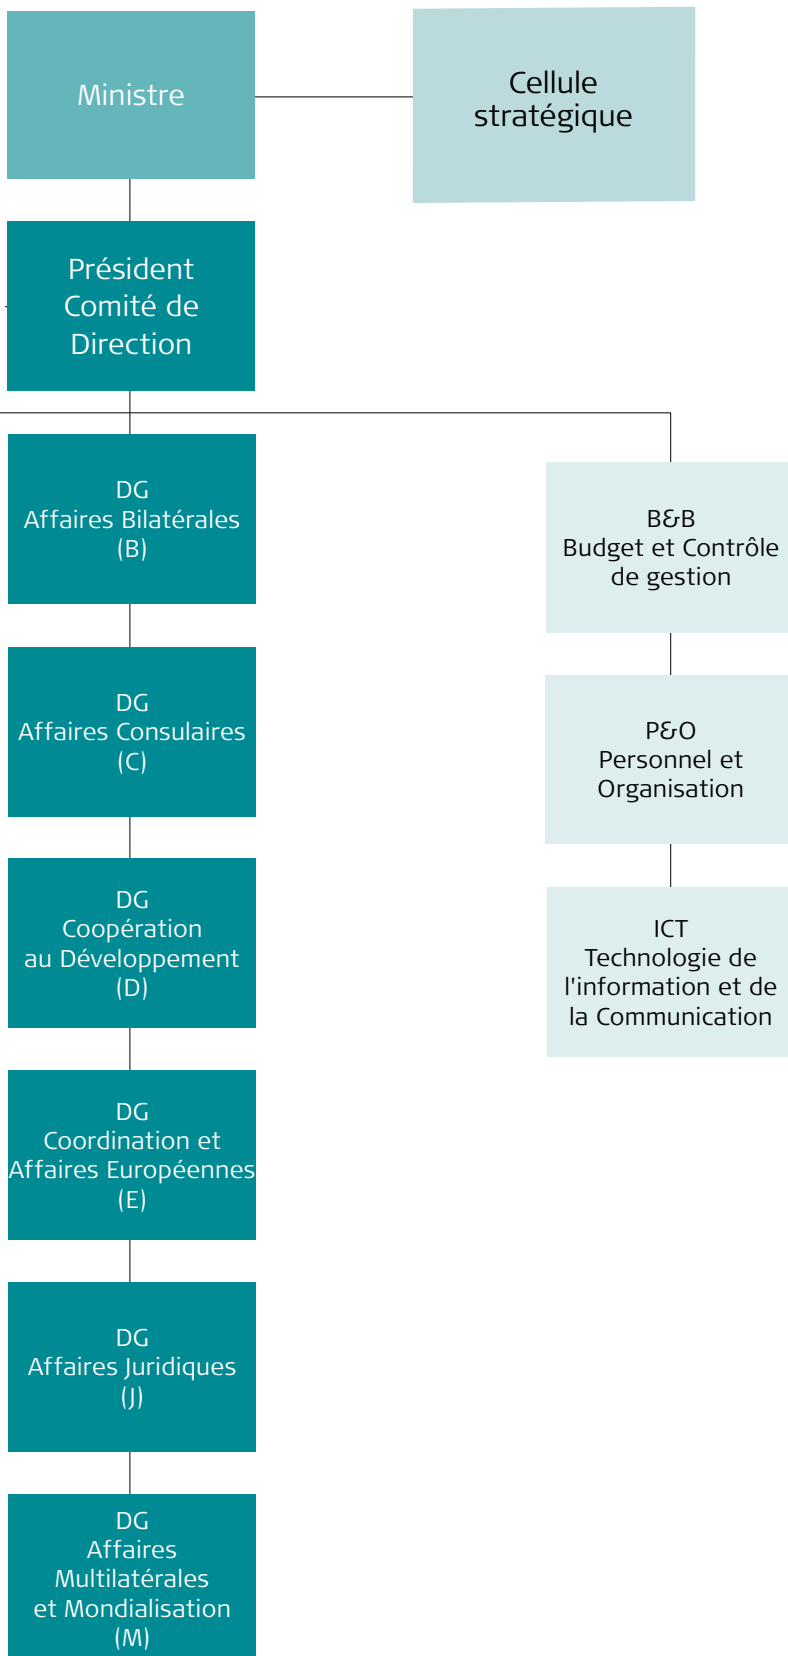 Ministre
Cellule
stratégique
Président
Comité de
Direction
DG
Affaires Bilatérales
(B)
DG
Affaires Consulaires
(C)
DG
Coopération
au Développement
(D)
DG
Coordination et
Affaires Européennes
(E)
DG
Affaires Juridiques
(J)
DG
Affaires
Multilatérales
et Mondialisation
(M)
B&B
Budget et Contrôle
de gestion
P&O
Personnel et
Organisation
ICT
Technologie de
l'information et de
la Communication